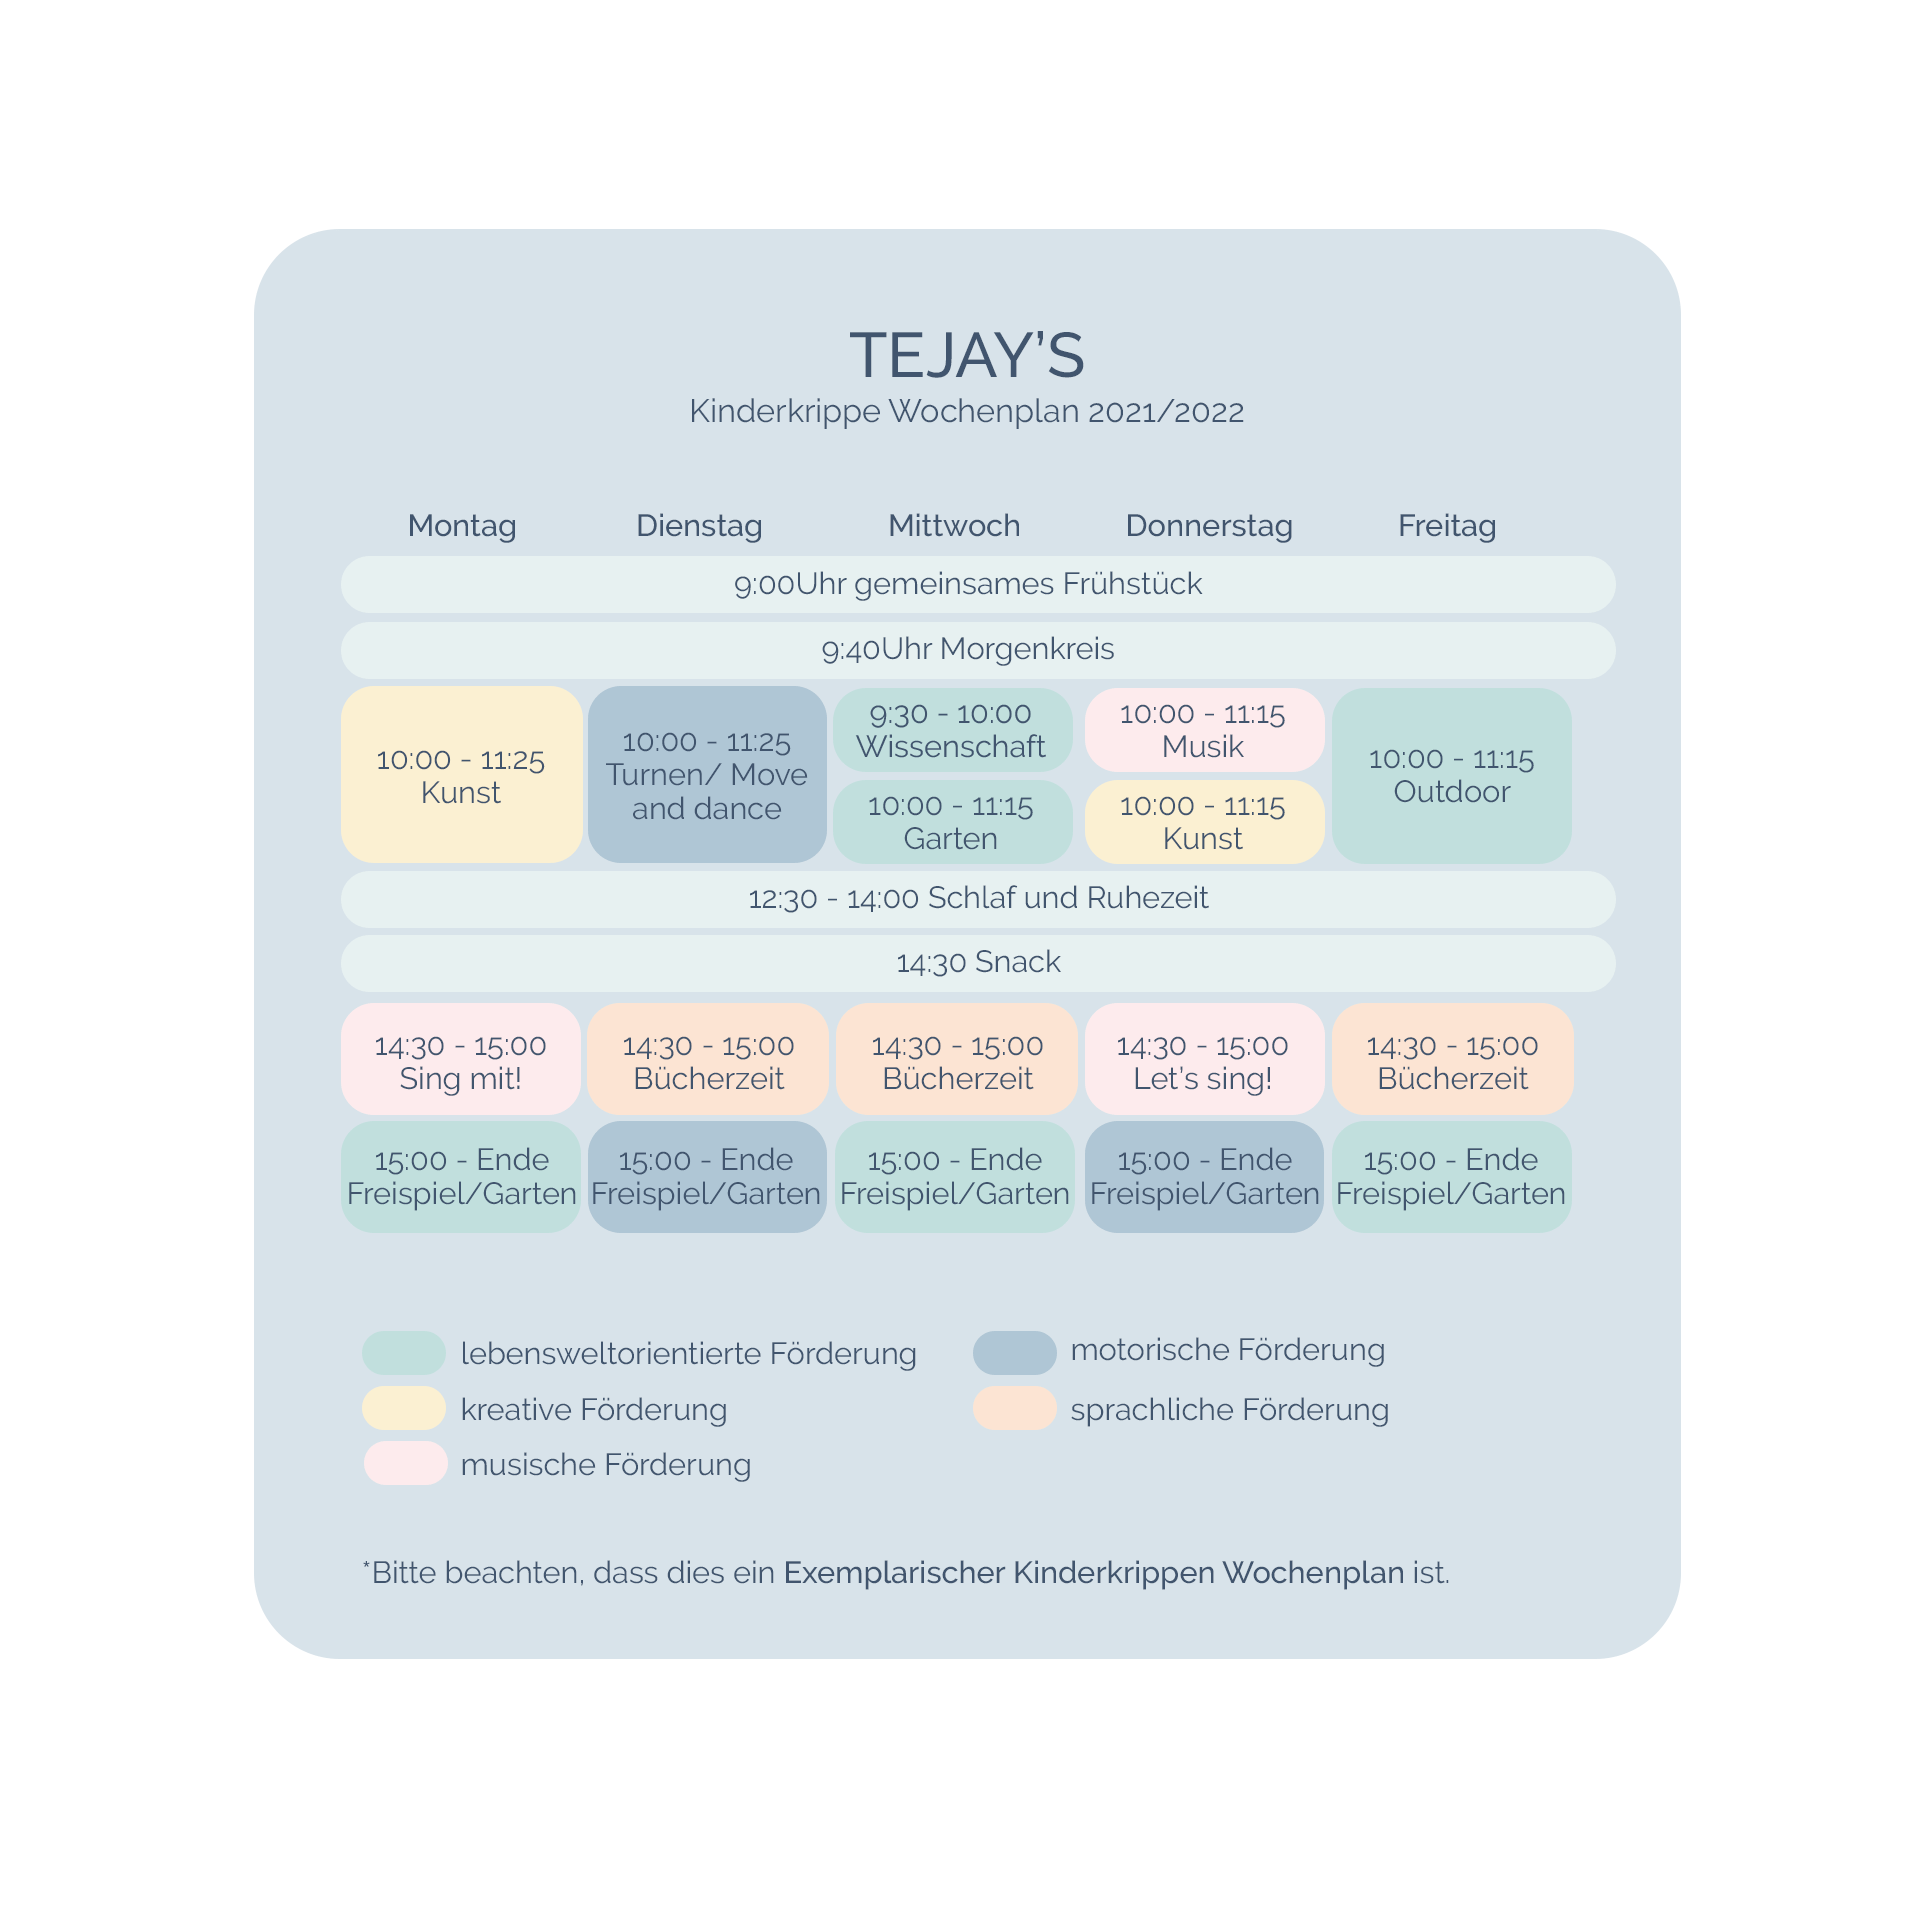 TEJAY’S
Kinderkrippe Wochenplan 2021/2022
Montag Dienstag Mittwoch Donnerstag Freitag
9:00Uhr gemeinsames Frühstück
9:40Uhr Morgenkreis
10:00 - 11:25
Kunst
10:00 - 11:25
Turnen/ Move
and dance
9:30 - 10:00
Wissenschaft
10:00 - 11:15
Garten
10:00 - 11:15
Musik
10:00 - 11:15
Kunst
10:00 - 11:15
Outdoor
12:30 - 14:00 Schlaf und Ruhezeit
14:30 Snack
14:30 - 15:00
Sing mit!
14:30 - 15:00
Bücherzeit
14:30 - 15:00
Bücherzeit
14:30 - 15:00
Let’s sing!
14:30 - 15:00
Bücherzeit
15:00 - Ende
Freispiel/Garten
15:00 - Ende
Freispiel/Garten
15:00 - Ende
Freispiel/Garten
15:00 - Ende
Freispiel/Garten
15:00 - Ende
Freispiel/Garten
lebensweltorientierte Förderung
kreative Förderung
musische Förderung
motorische Förderung
sprachliche Förderung
*Bitte beachten, dass dies ein Exemplarischer Kinderkrippen Wochenplan ist.